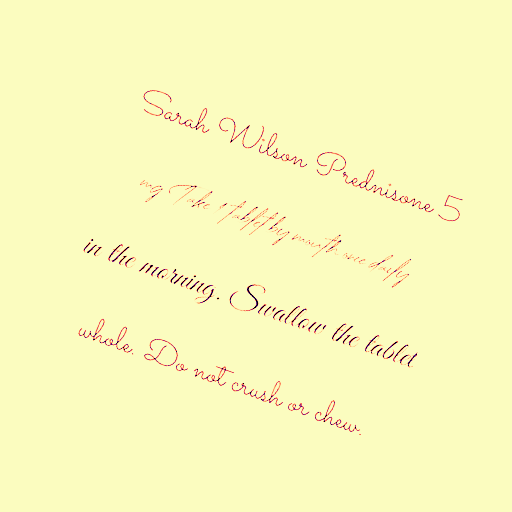 Sarah Wilson Prednisone 5
mg Take 1 tablet by mouth once daily
in the morning. Swallow the tablet
whole. Do not crush or chew.